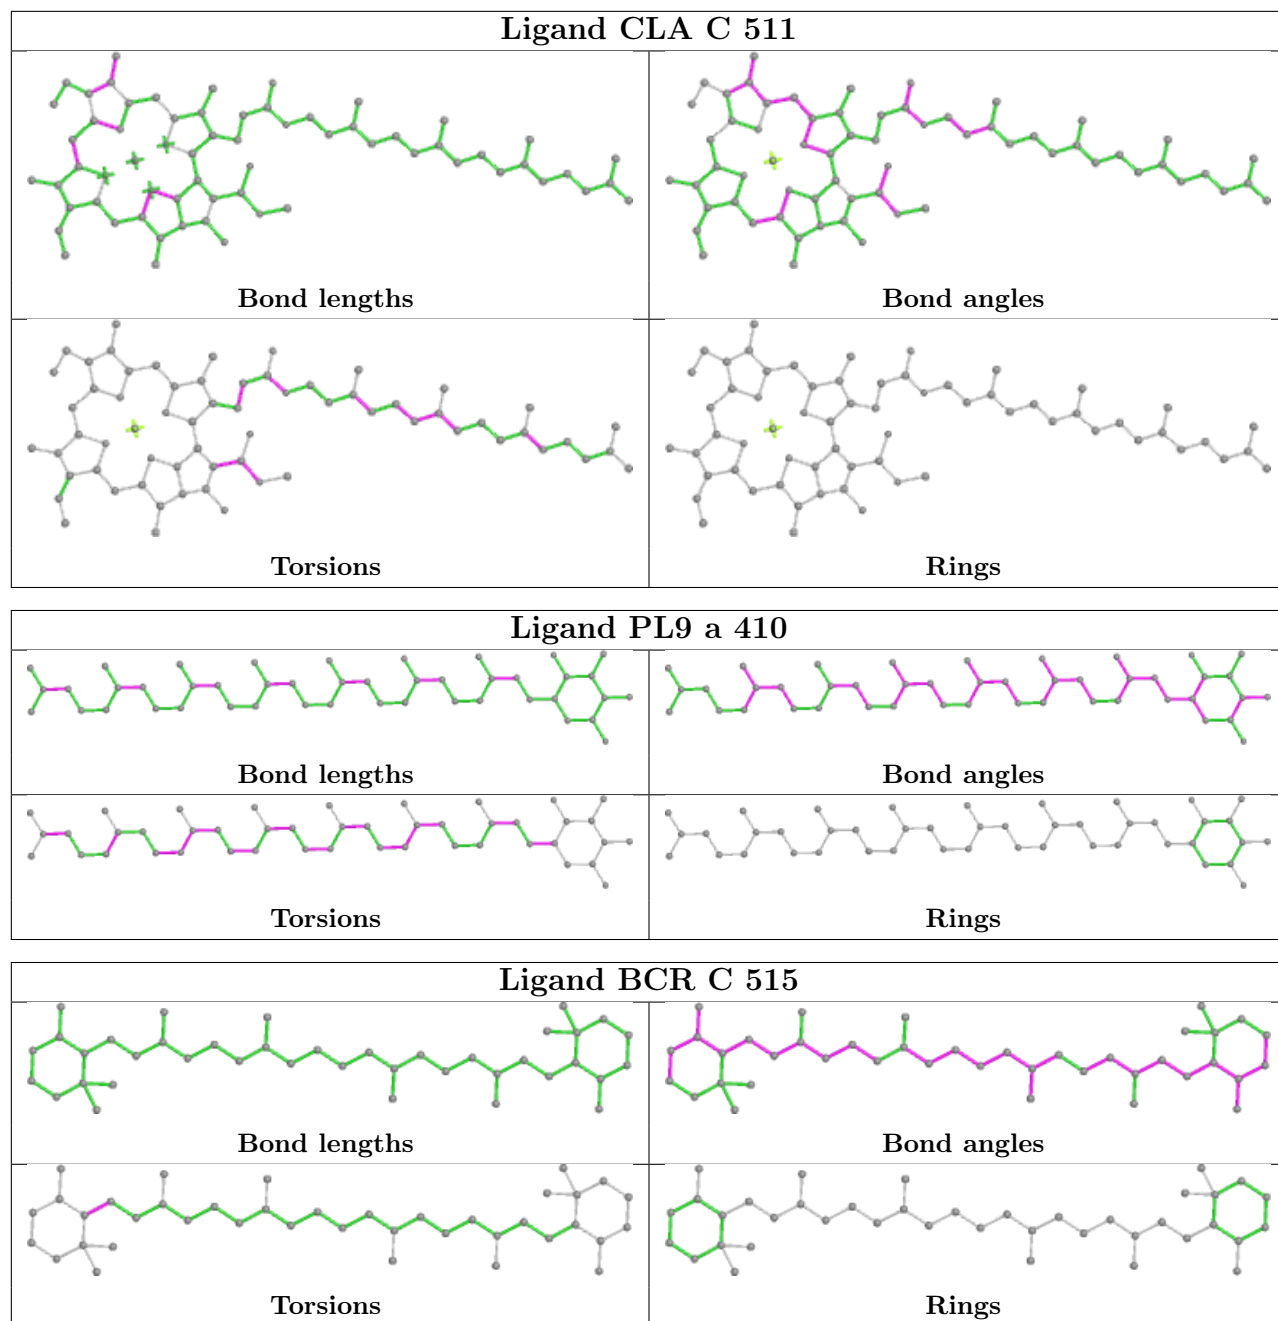 Ligand CLA C 511
Bond lengths
Bond angles
Torsions
Rings
Ligand PL9 a 410
Bond lengths
Bond angles
Torsions
Rings
Ligand BCR C 515
Bond lengths
Bond angles
Torsions
Rings